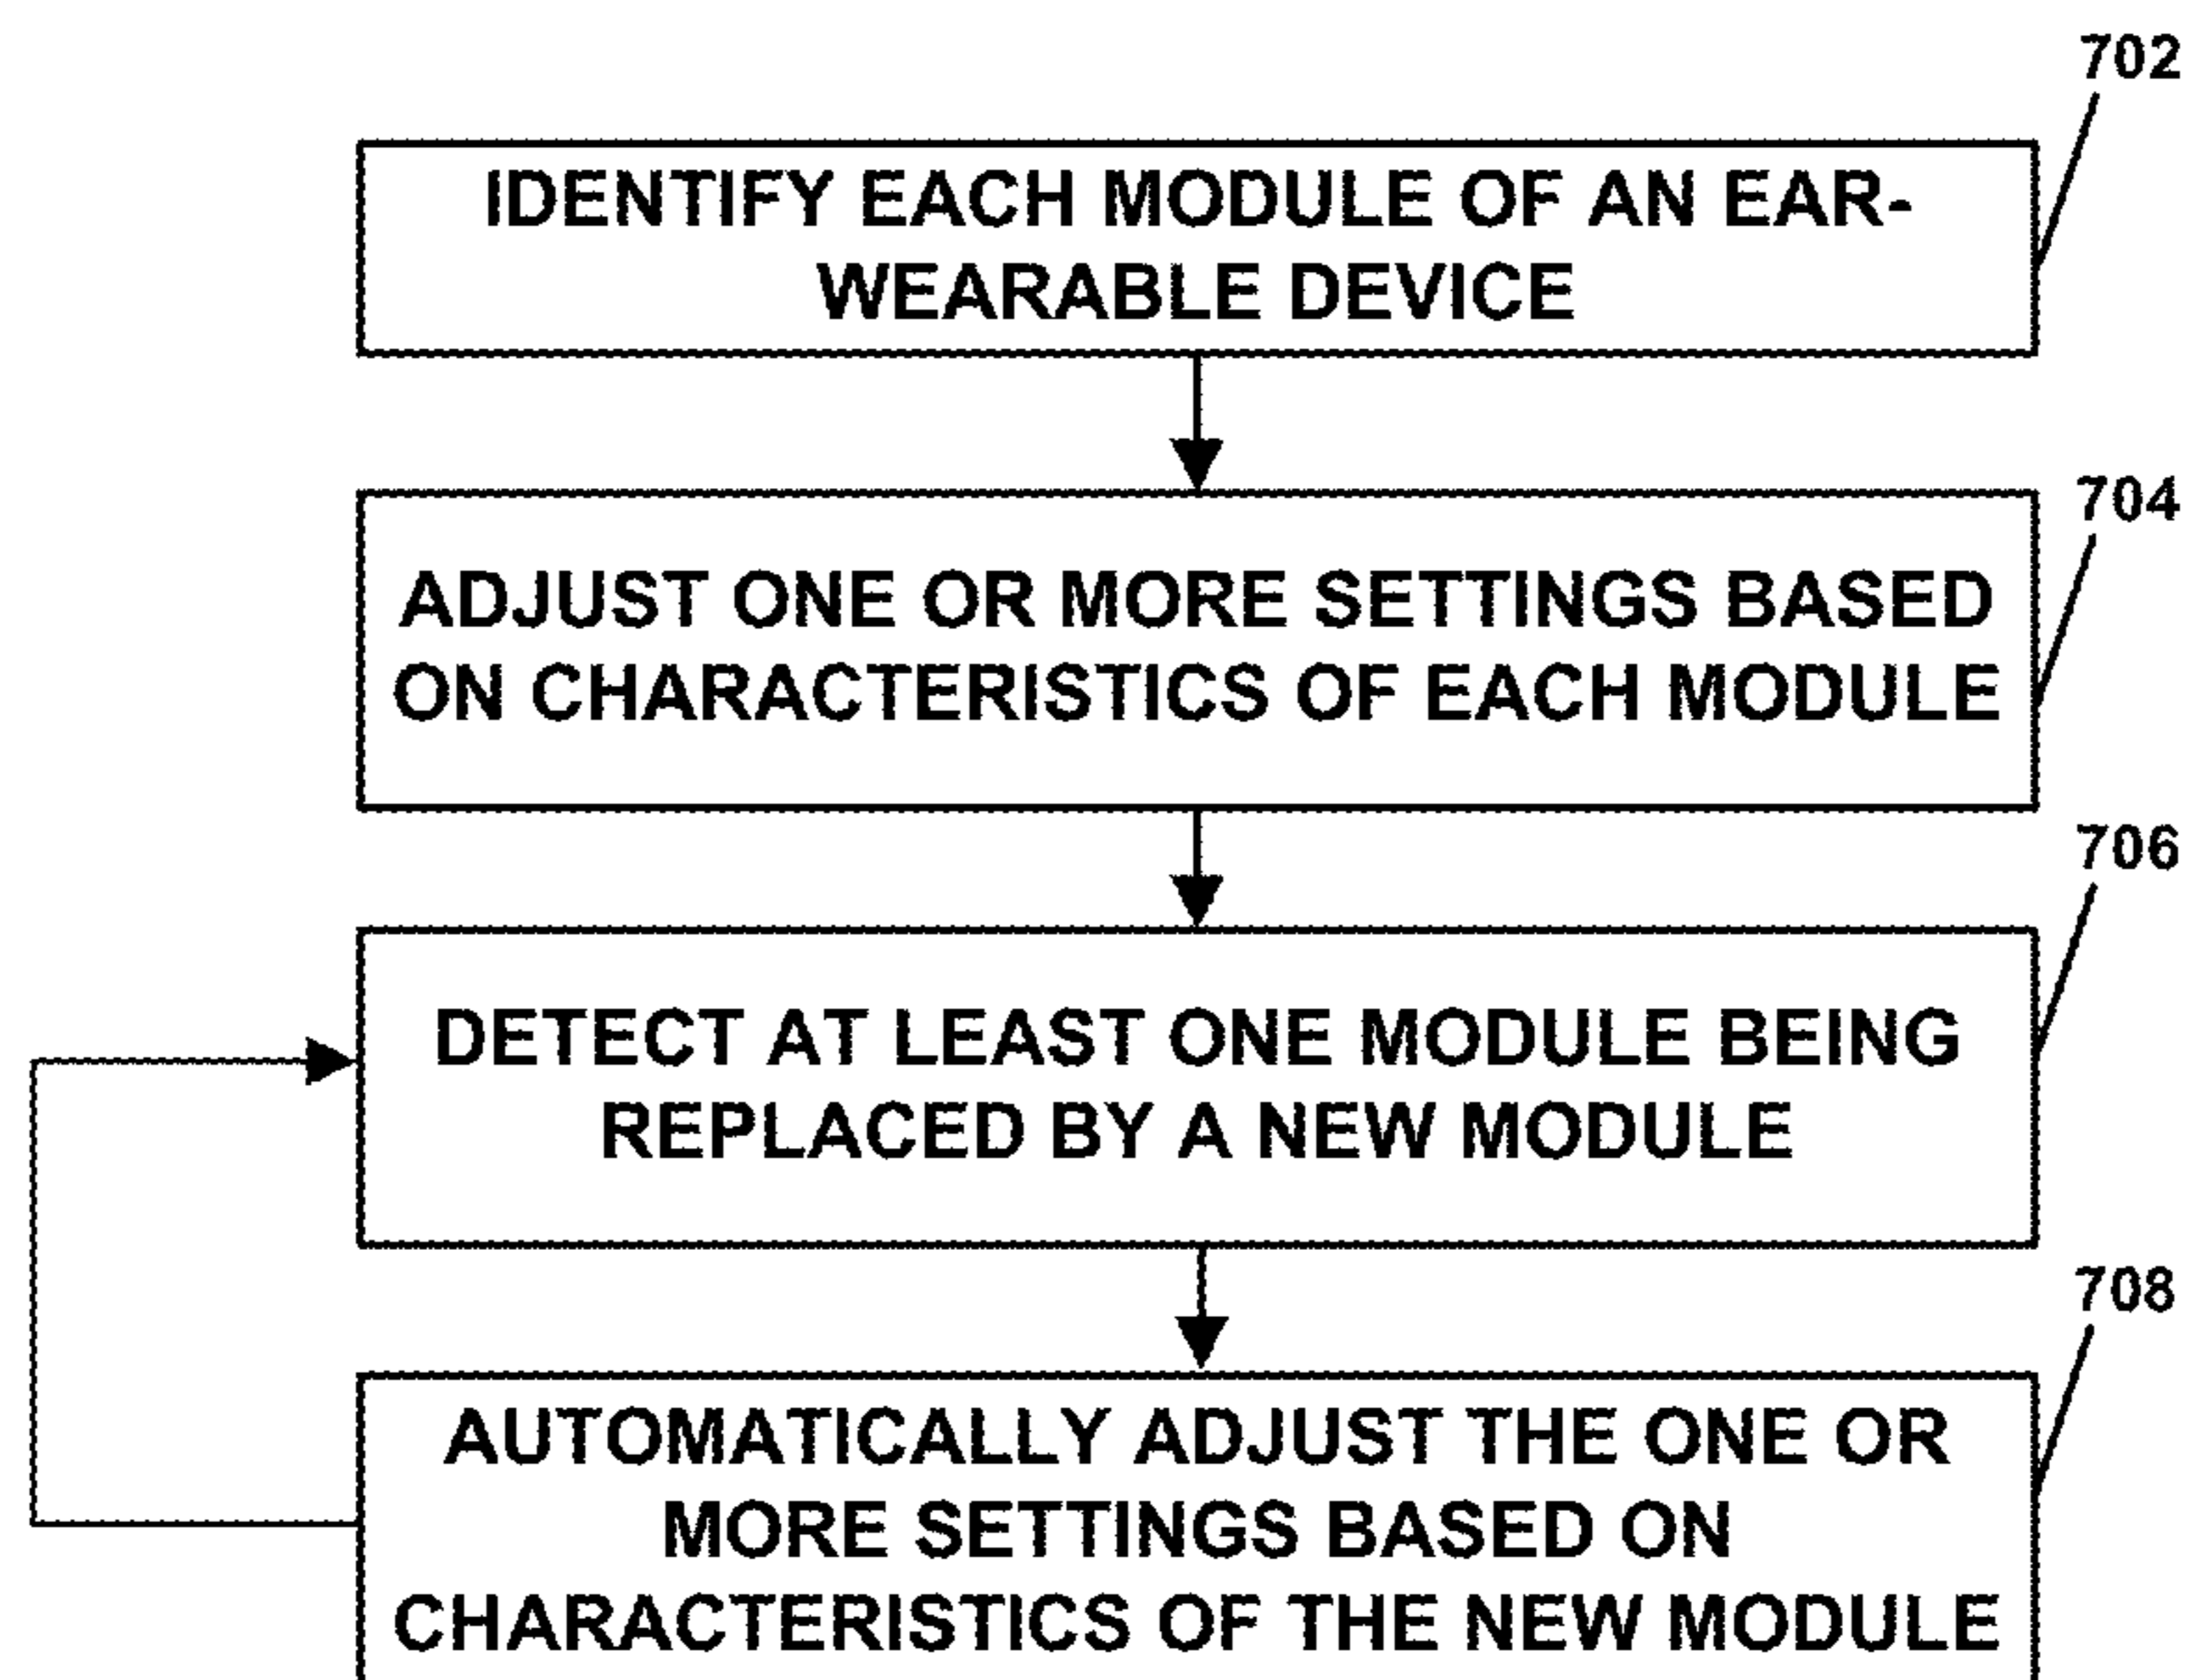 702
IDENTIFY EACH MODULE OF AN EAR-
WEARABLE DEVICE
704
ADJUST ONE OR MORE SETTINGS BASED
ON CHARACTERISTICS OF EACH MODULE
706
DETECT AT LEAST ONE MODULE BEING
REPLACED BY A NEW MODULE
708
AUTOMATICALLY ADJUST THE ONE OR
MORE SETTINGS BASED ON
CHARACTERISTICS OF THE NEW MODULE